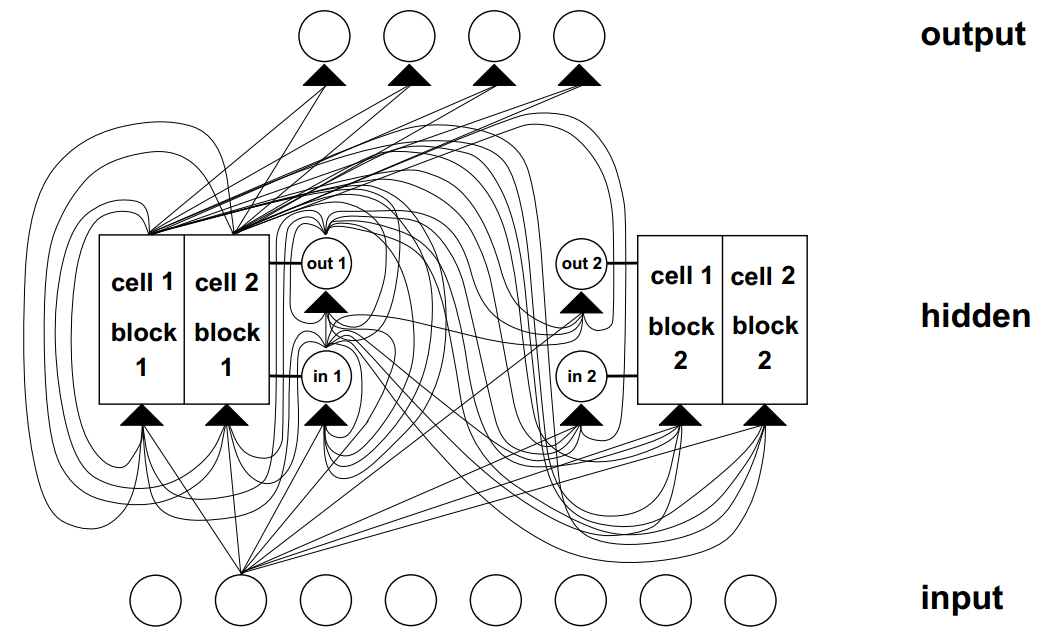 output
cell 1
block
1
cell 2
block
1
out 1
in 1
out 2
in 2
cell 1
block
2
cell 2
block
2
hidden
input